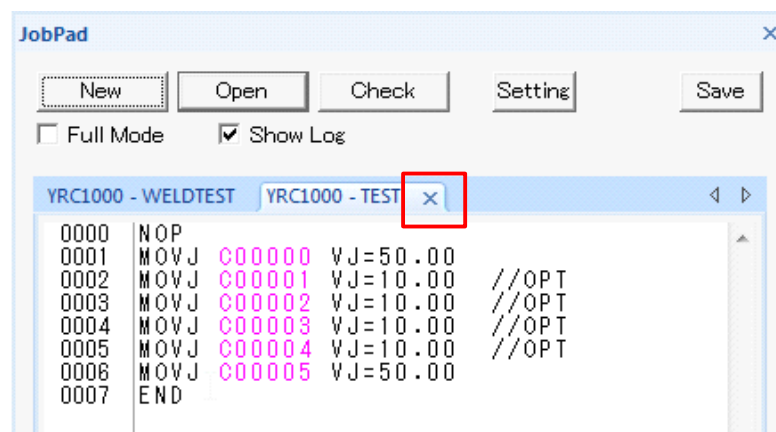 JobPad
New Open Check Setting Save
Full Mode Show Log
YRC1000 - WELDTEST YRC1000 - TEST
0000 NOP
0001 MOVJ C00000 VJ=50.00
0002 MOVJ C00001 VJ=10.00 //OPT
0003 MOVJ C00002 VJ=10.00 //OPT
0004 MOVJ C00003 VJ=10.00 //OPT
0005 MOVJ C00004 VJ=10.00 //OPT
0006 MOVJ C00005 VJ=50.00
0007 END